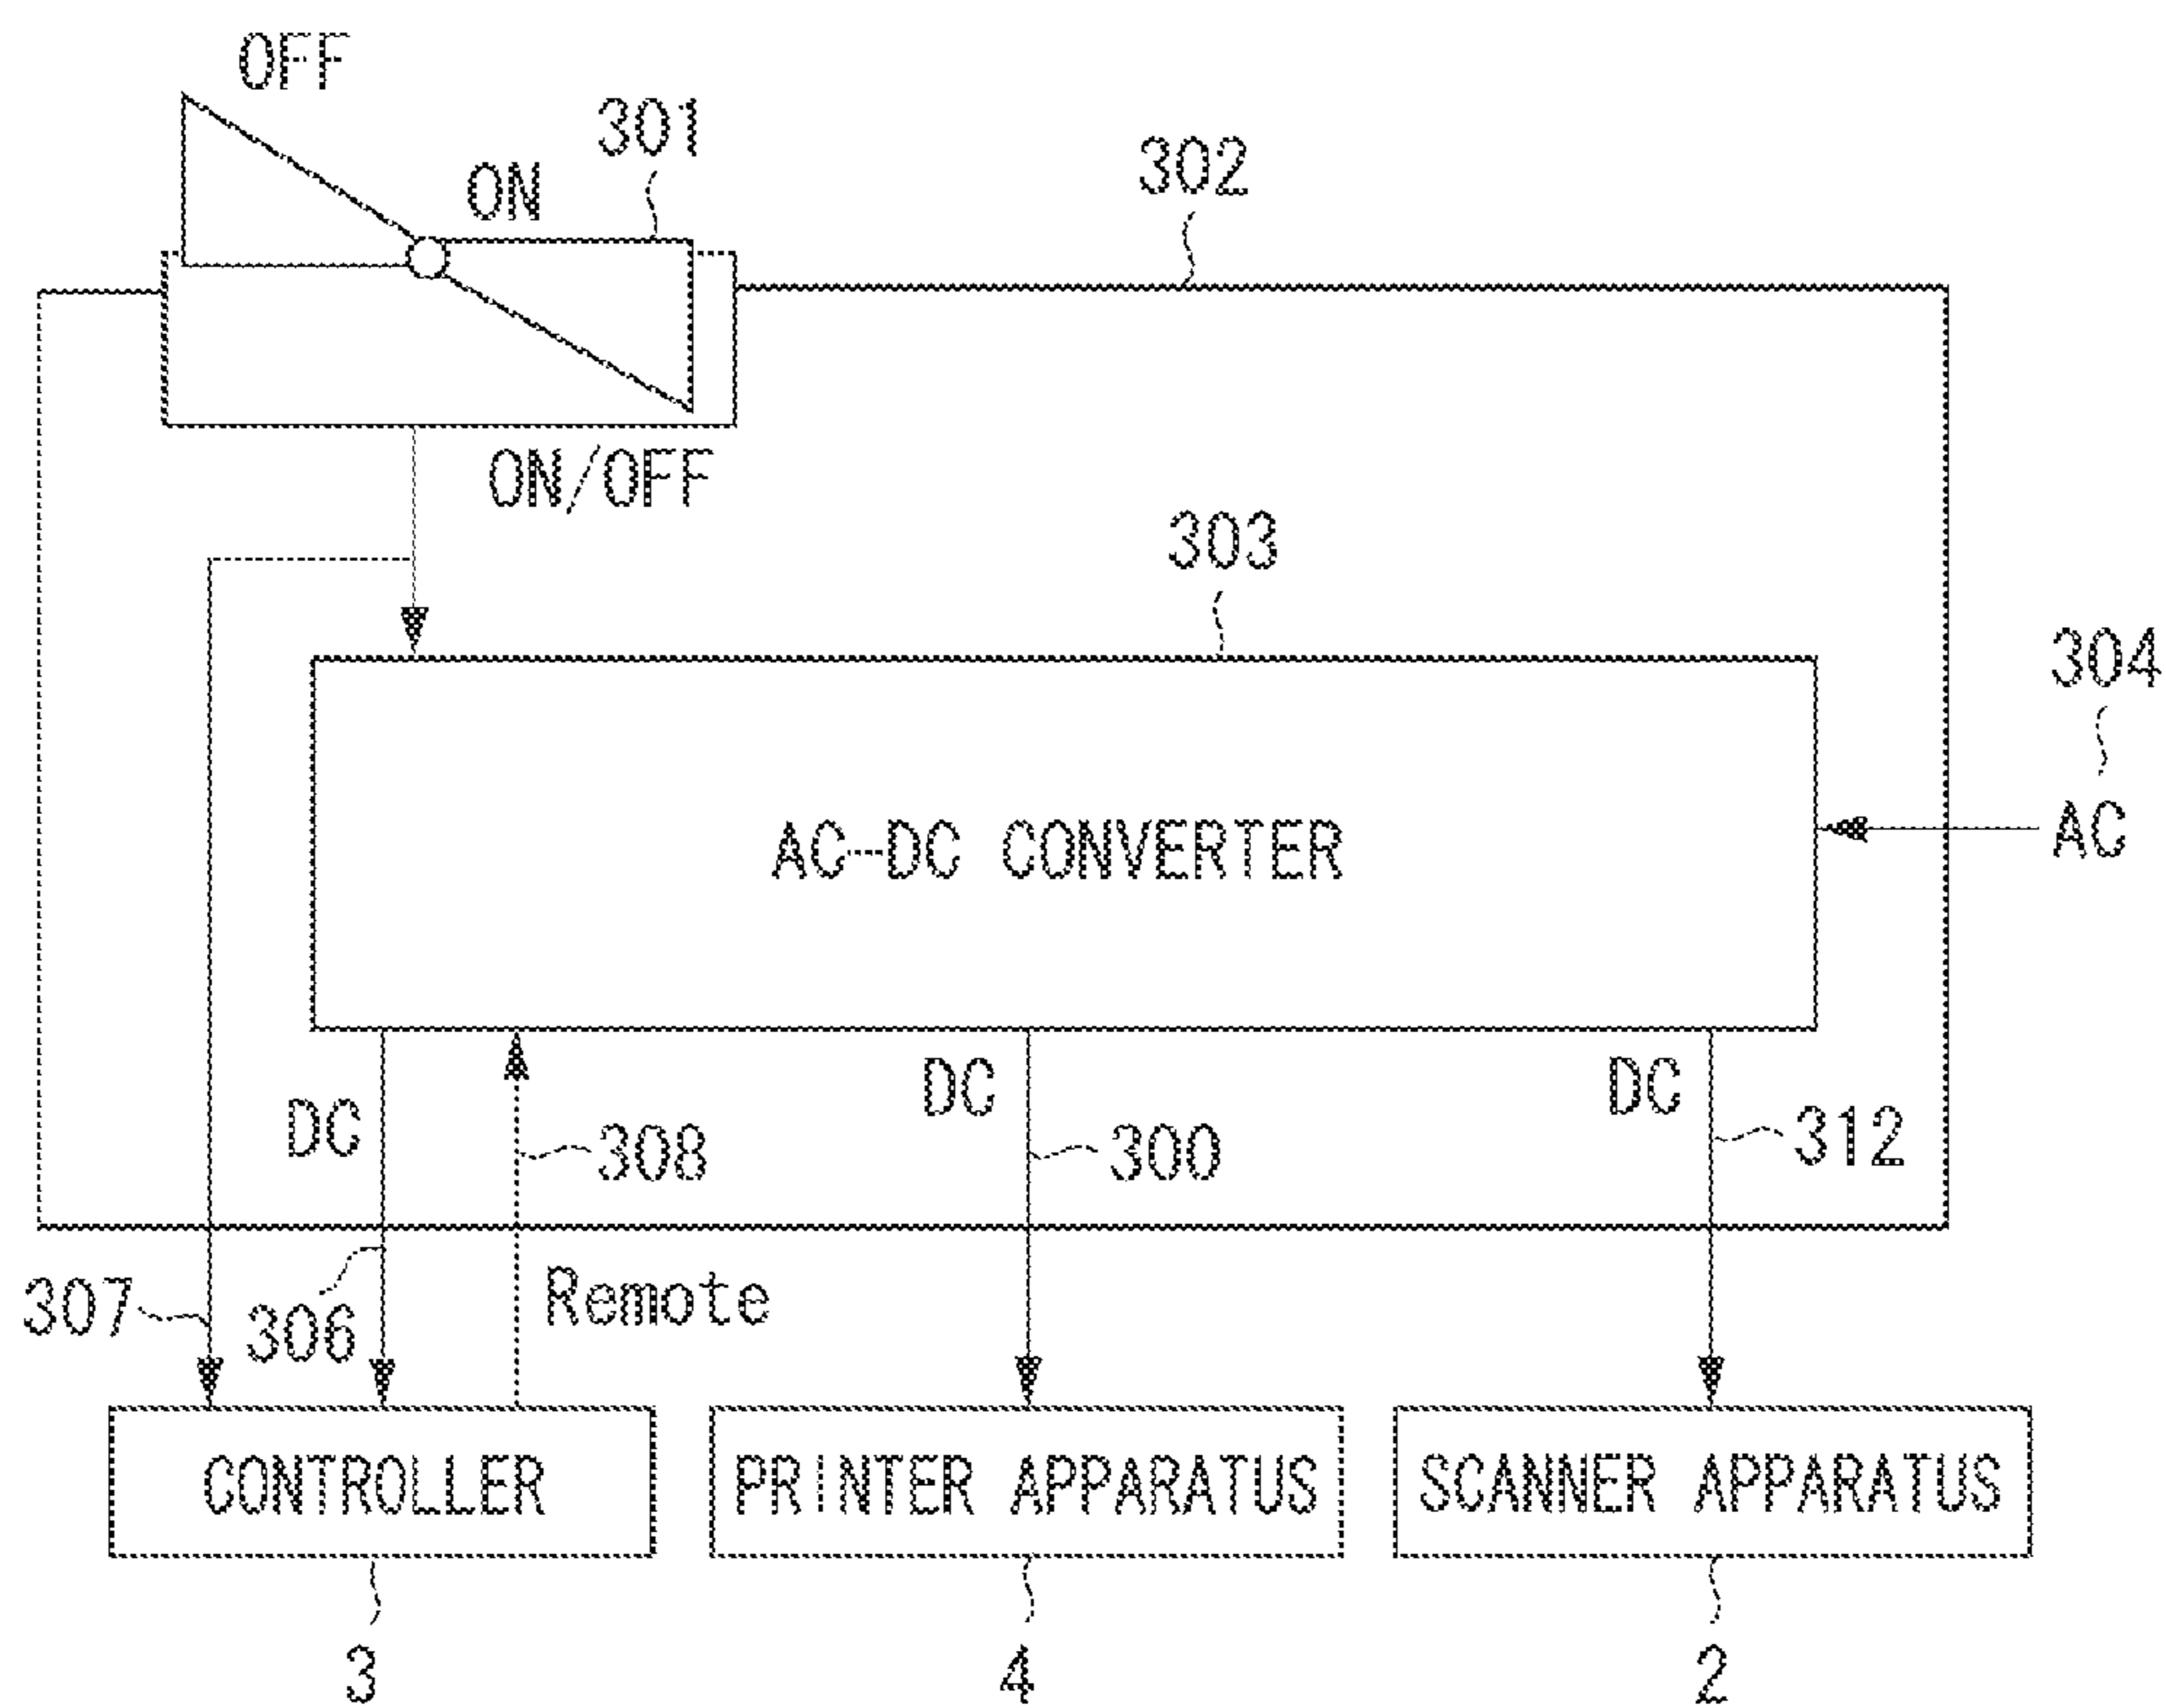 OFF
301
ON
302
ON/OFF
303
304
AC-DC CONVERTER
AC
DC
DC
DC
308
300
312
307
306
Remote
CONTROLLER
PRINTER APPARATUS
SCANNER APPARATUS
3
4
2